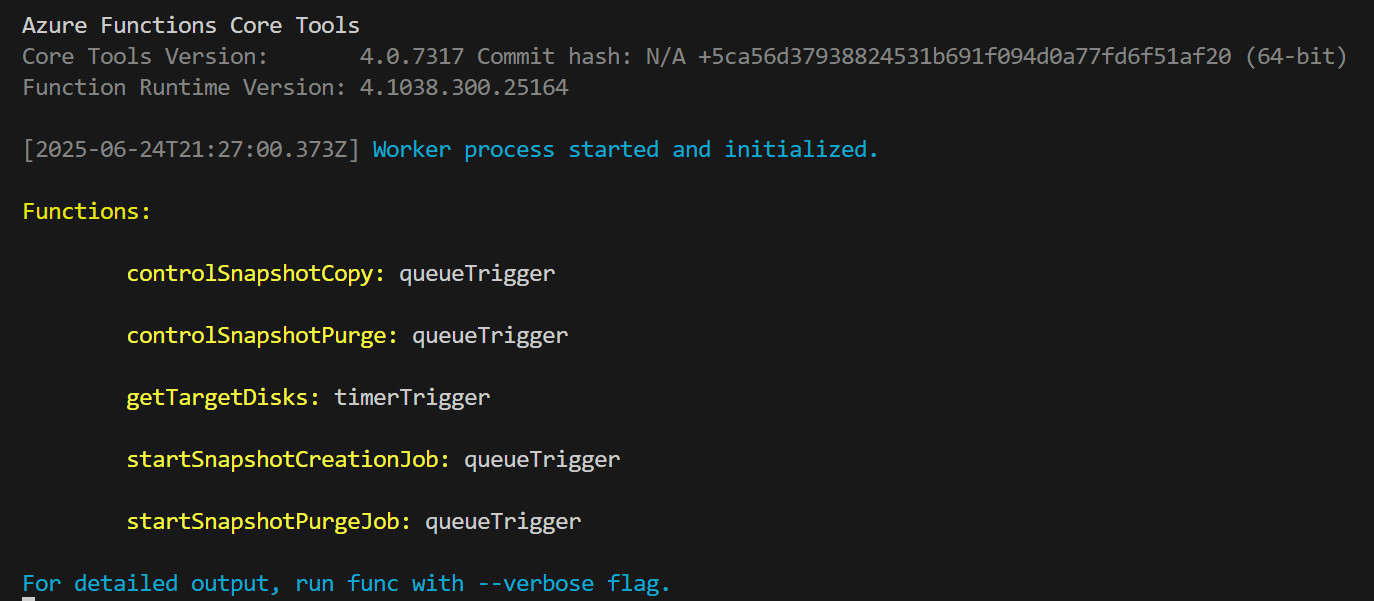 Azure Functions Core Tools
Core Tools Version:       4.0.7317 Commit hash: N/A +5ca56d37938824531b691f094d0a77fd6f51af20 (64-bit)
Function Runtime Version: 4.1038.300.25164
[2025-06-24T21:27:00.373Z] Worker process started and initialized.
Functions:
controlSnapshotCopy: queueTrigger
controlSnapshotPurge: queueTrigger
getTargetDisks: timerTrigger
startSnapshotCreationJob: queueTrigger
startSnapshotPurgeJob: queueTrigger
For detailed output, run func with --verbose flag.